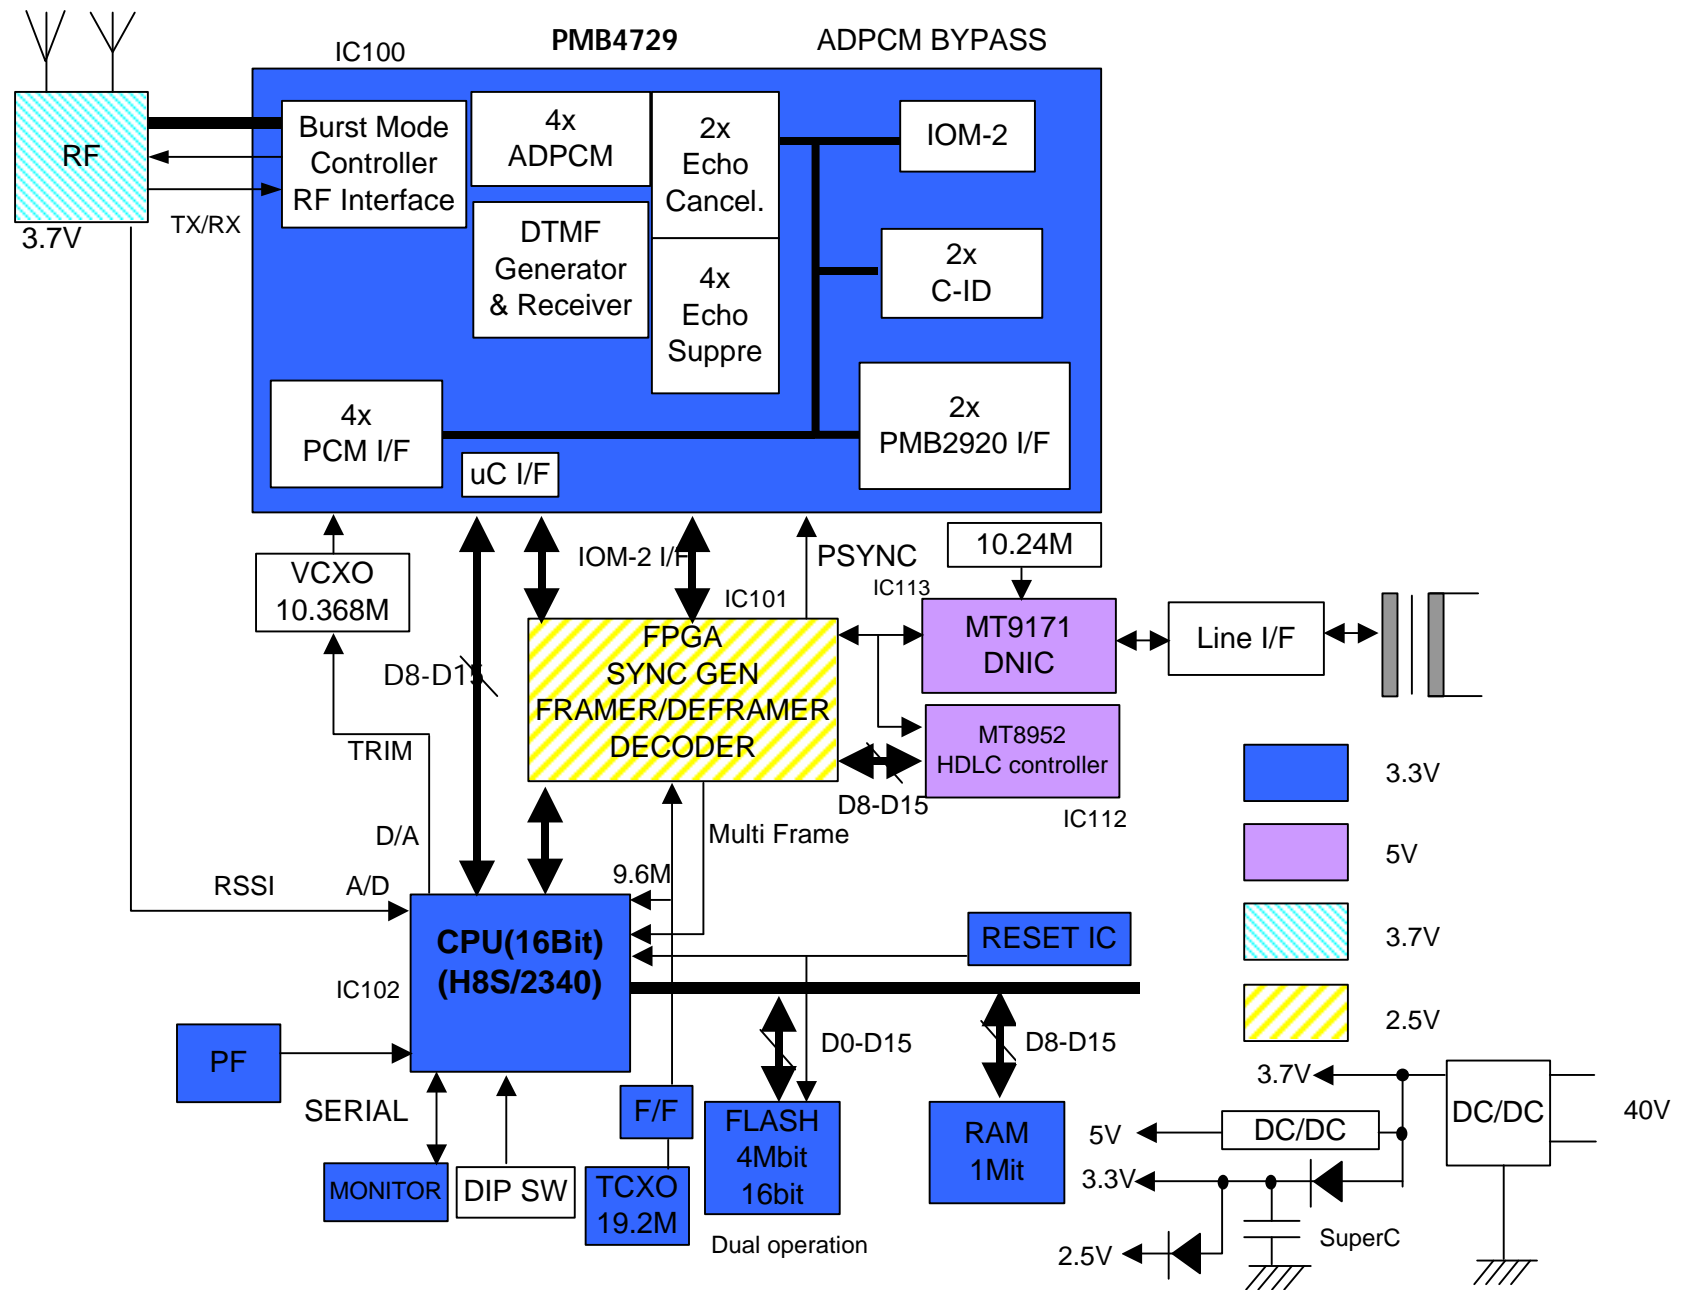 PMB4729
ADPCM BYPASS
IC100
RF
3.7V
TX/RX
Burst Mode
Controller
RF Interface
4x
ADPCM
2x
Echo
Cancel.
IOM-2
DTMF
Generator
& Receiver
4x
Echo
Suppre
2x
C-ID
4x
PCM I/F
uC I/F
2x
PMB2920 I/F
VCXO
10.368M
IOM-2 I/F
PSYNC
10.24M
IC101
IC113
D8-D15
FPGA
SYNC GEN
FRAMER/DEFRAMER
DECODER
MT9171
DNIC
Line I/F
MT8952
HDLC controller
D8-D15
IC112
TRIM
D/A
Multi Frame
9.6M
RSSI
A/D
CPU(16Bit)
(H8S/2340)
IC102
RESET IC
D0-D15
D8-D15
PF
SERIAL
MONITOR
DIP SW
F/F
TCXO
19.2M
FLASH
4Mbit
16bit
Dual operation
RAM
1Mit
3.3V
5V
3.7V
2.5V
3.7V
DC/DC
40V
5V
DC/DC
3.3V
SuperC
2.5V